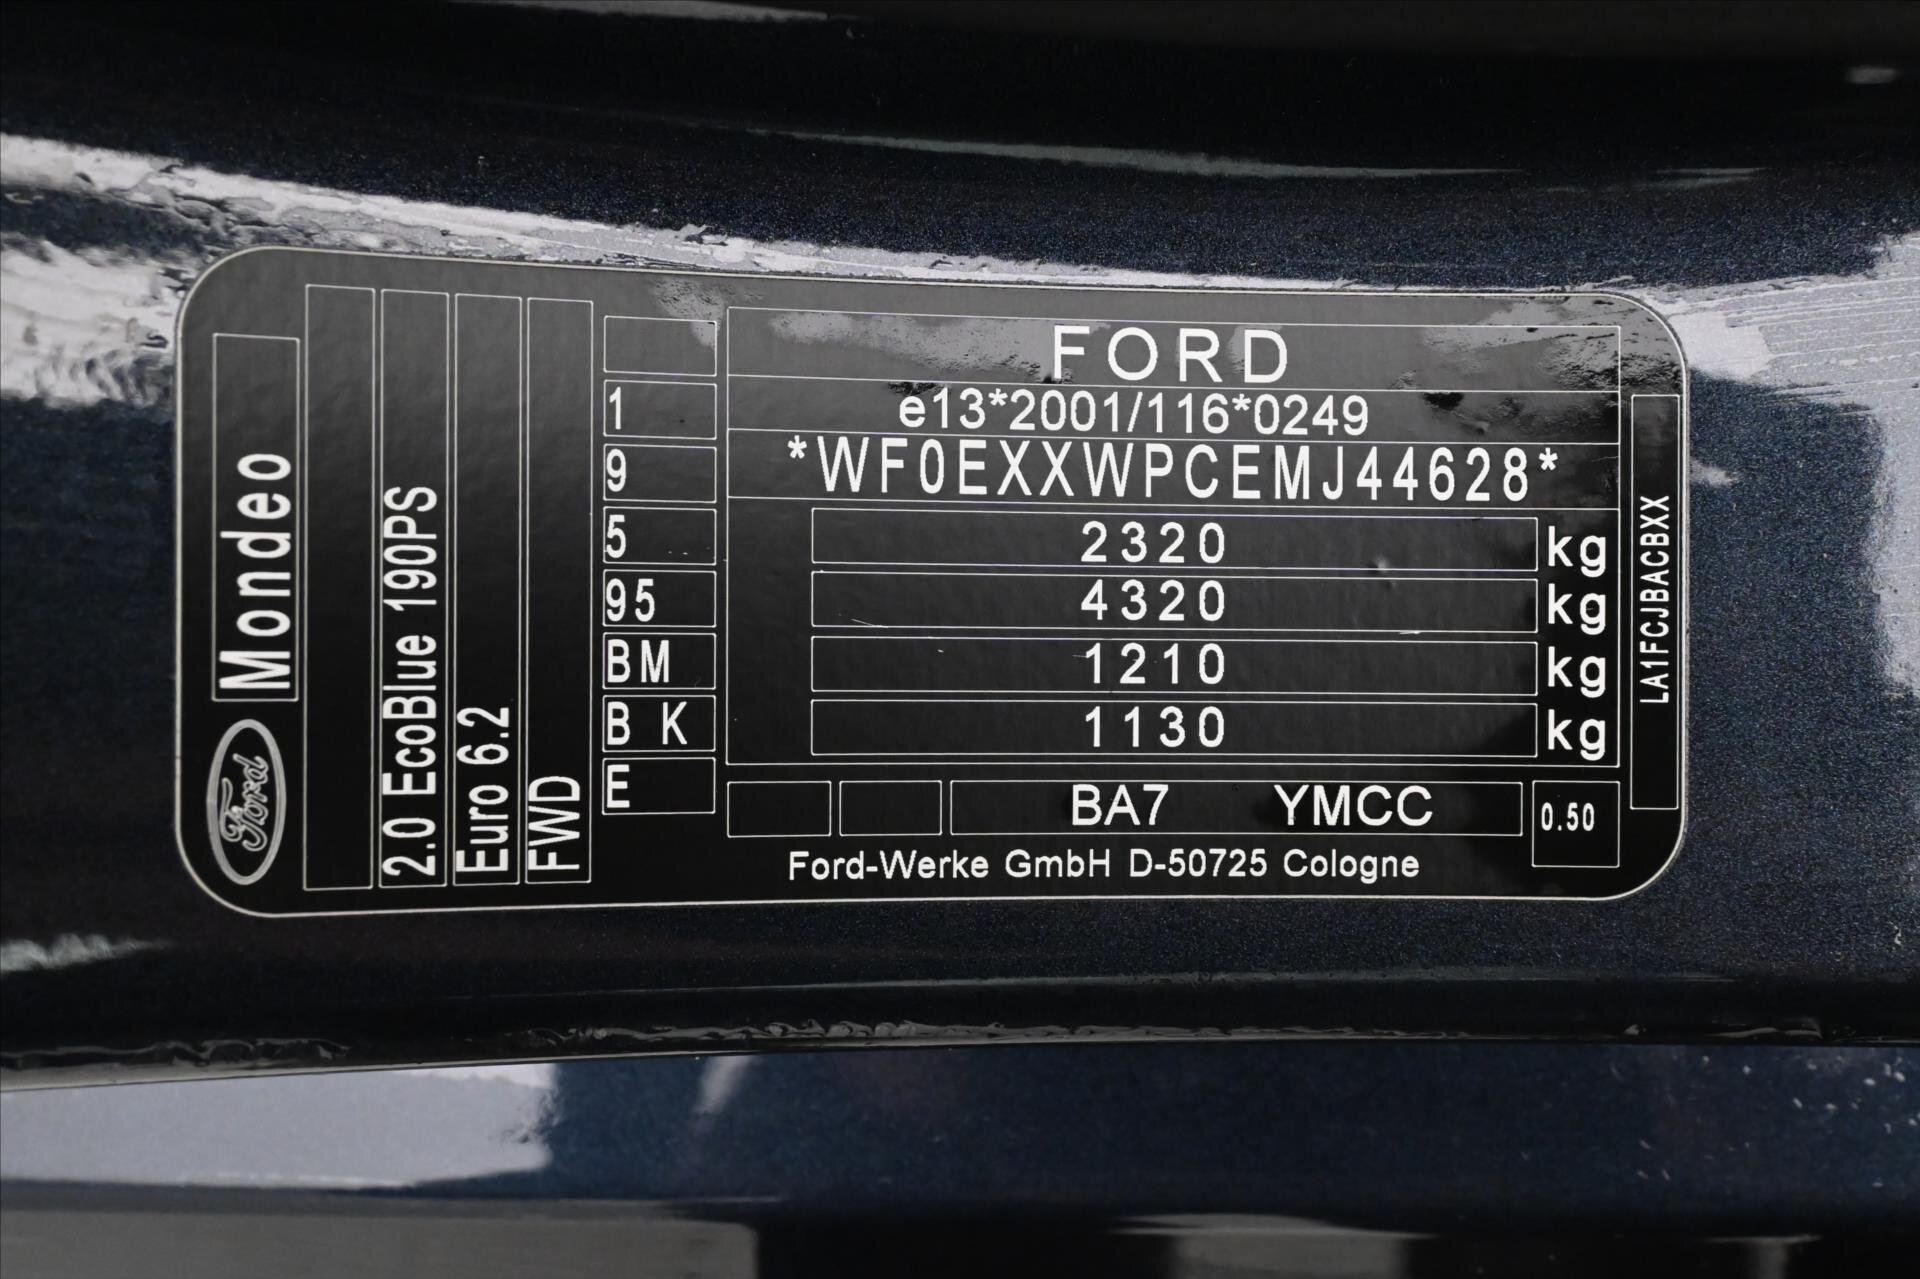 FORD
e13*2001/116*0249
*WF0EXXWPCEMJ44628*
2320 kg
4320 kg
1210 kg
1130 kg
BA7 YMCC 0.50
Ford-Werke GmbH D-50725 Cologne
1
9
5
95
BM
B K
E
Ford Mondeo
2.0 EcoBlue 190PS
Euro 6.2
FWD
LA1FCJBACBXX